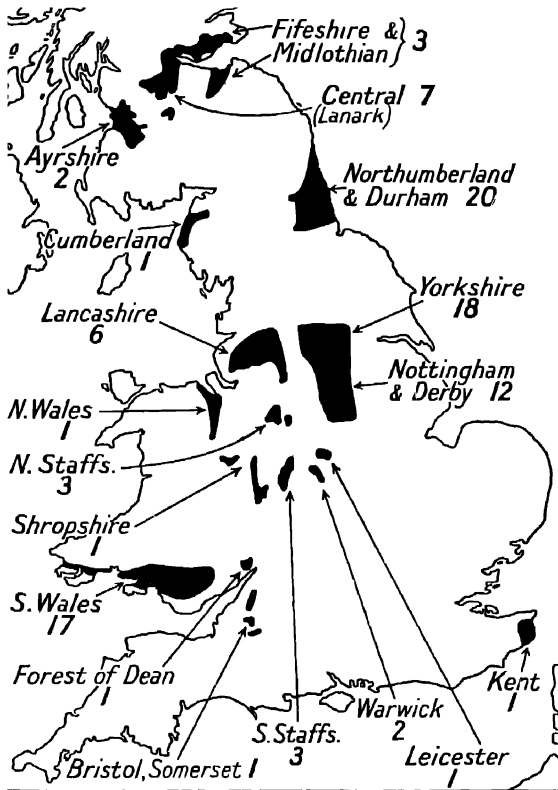 Fifeshire &
Midlothian } 3
Central 7
(Lanark)
Ayrshire
2
Northumberland
& Durham 20
Cumberland
1
Yorkshire
18
Lancashire
6
Nottingham
& Derby 12
N. Wales
1
N. Staffs.
3
Shropshire
1
S. Wales
17
Forest of Dean
1
Kent
1
Warwick
2
S. Staffs.
3
Leicester
1
Bristol, Somerset 1